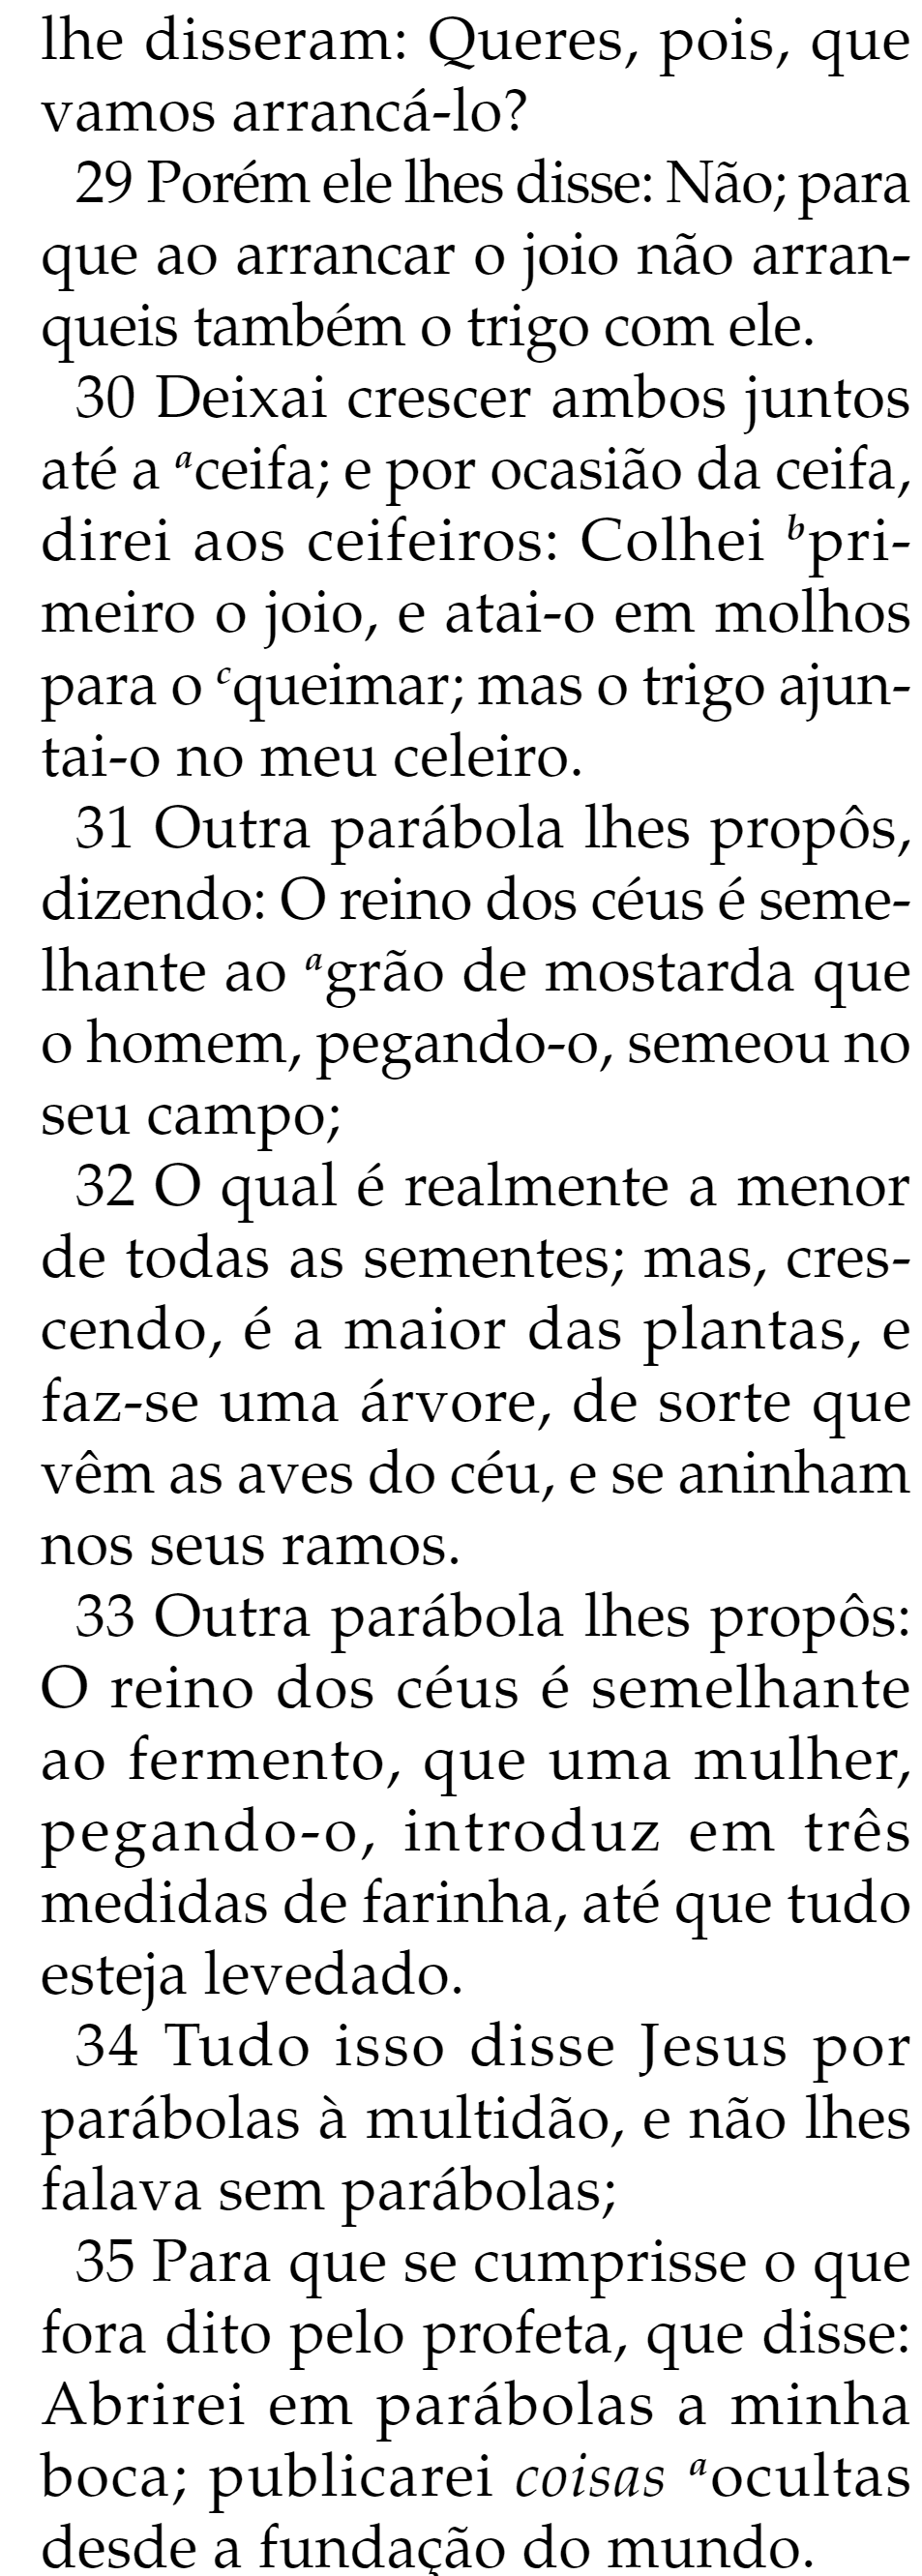 lhe disseram: Queres, pois, que
vamos arrancá-lo?
29 Porém ele lhes disse: Não; para
que ao arrancar o joio não arran-
queis também o trigo com ele.
30 Deixai crescer ambos juntos
até a ᵃceifa; e por ocasião da ceifa,
direi aos ceifeiros: Colhei ᵇpri-
meiro o joio, e atai-o em molhos
para o ᶜqueimar; mas o trigo ajun-
tai-o no meu celeiro.
31 Outra parábola lhes propôs,
dizendo: O reino dos céus é seme-
lhante ao ᵃgrão de mostarda que
o homem, pegando-o, semeou no
seu campo;
32 O qual é realmente a menor
de todas as sementes; mas, cres-
cendo, é a maior das plantas, e
faz-se uma árvore, de sorte que
vêm as aves do céu, e se aninham
nos seus ramos.
33 Outra parábola lhes propôs:
O reino dos céus é semelhante
ao fermento, que uma mulher,
pegando-o, introduz em três
medidas de farinha, até que tudo
esteja levedado.
34 Tudo isso disse Jesus por
parábolas à multidão, e não lhes
falava sem parábolas;
35 Para que se cumprisse o que
fora dito pelo profeta, que disse:
Abrirei em parábolas a minha
boca; publicarei coisas ᵃocultas
desde a fundação do mundo.